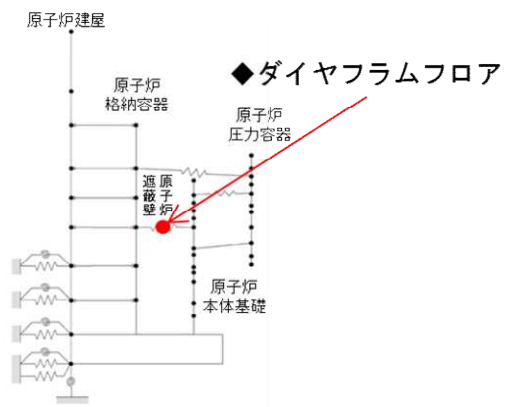 原子炉建屋
◆ダイヤフラムフロア
原子炉
格納容器
原子炉
圧力容器
原子炉
遮蔽壁
原子炉
本体基礎